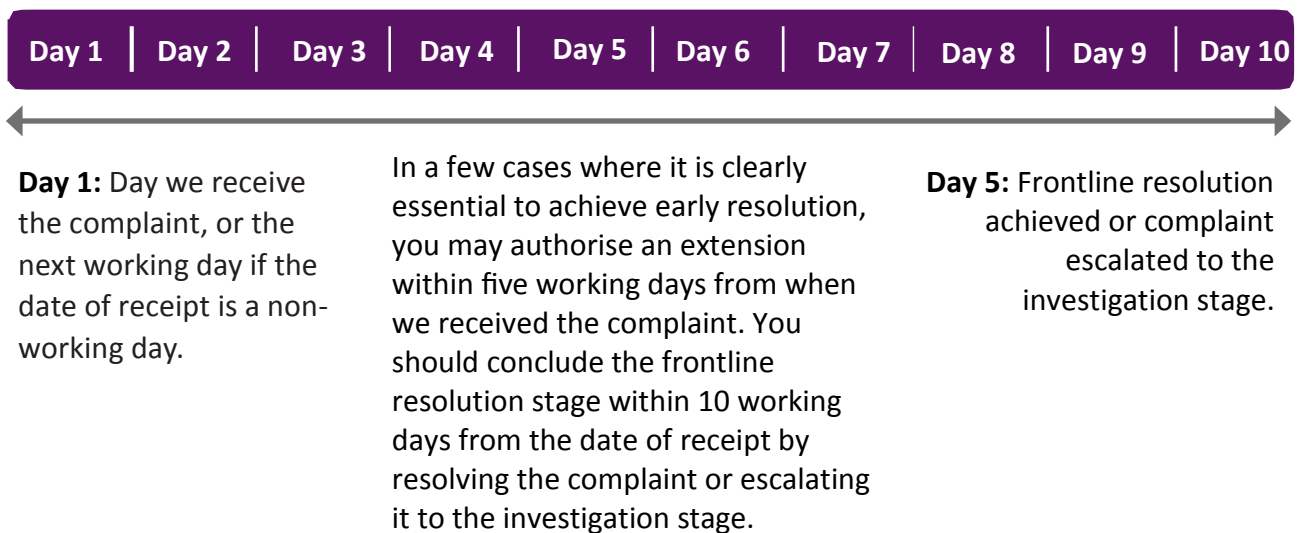 Day 1 Day 2 Day 3 Day 4 Day 5 Day 6 Day 7 Day 8 Day 9 Day 10
Day 1: Day we receive
the complaint, or the
next working day if the
date of receipt is a non-
working day.
In a few cases where it is clearly
essential to achieve early resolution,
you may authorise an extension
within five working days from when
we received the complaint. You
should conclude the frontline
resolution stage within 10 working
days from the date of receipt by
resolving the complaint or escalating
it to the investigation stage.
Day 5: Frontline resolution
achieved or complaint
escalated to the
investigation stage.